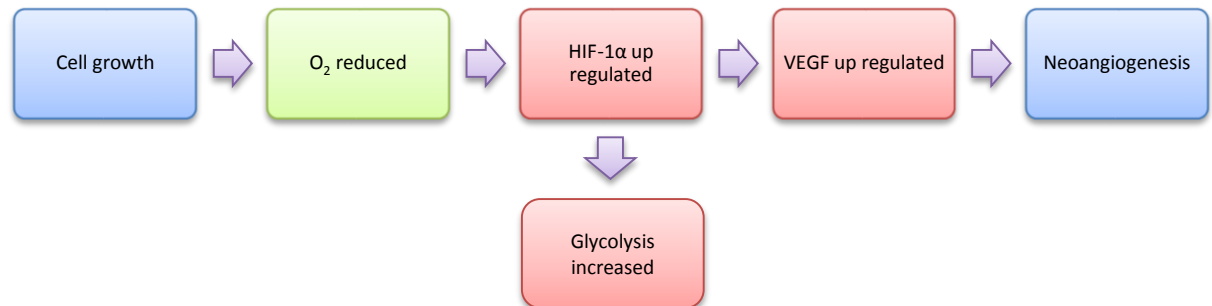 Cell growth
O₂ reduced
HIF-1α up
regulated
VEGF up regulated
Neoangiogenesis
Glycolysis
increased